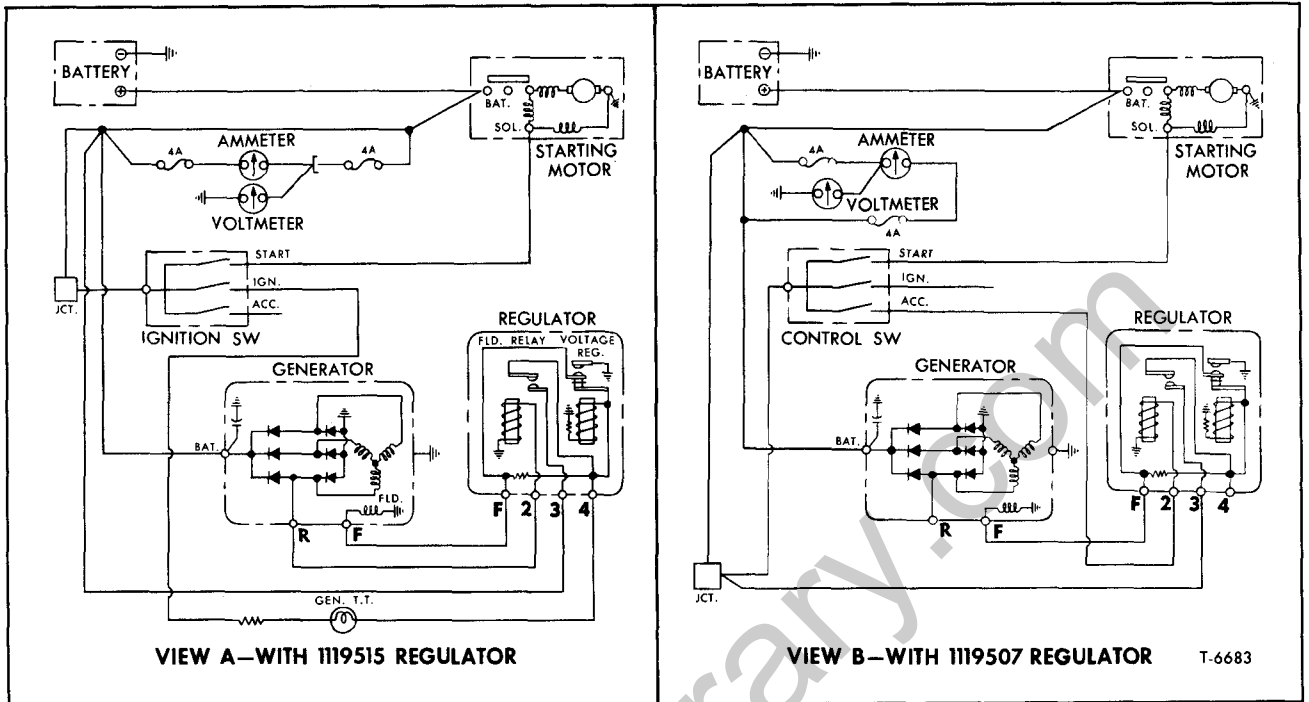 BATTERY
BAT.
SOL.
STARTING
MOTOR
AMMETER
4A
4A
VOLTMETER
START
IGN.
ACC.
JCT.
IGNITION SW
REGULATOR
FLD. RELAY
VOLTAGE
REG.
GENERATOR
BAT.
FLD.
R
F
F
2
3
4
GEN. T.T.
VIEW A—WITH 1119515 REGULATOR
BATTERY
BAT.
SOL.
STARTING
MOTOR
AMMETER
4A
VOLTMETER
4A
START
IGN.
ACC.
CONTROL SW
REGULATOR
GENERATOR
BAT.
R
F
F
2
3
4
JCT.
VIEW B—WITH 1119507 REGULATOR
T-6683
rary.com